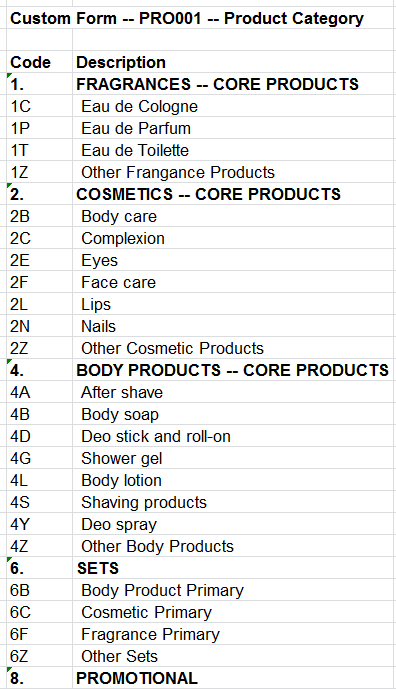 Custom Form -- PRO001 -- Product Category
Code Description
1. FRAGRANCES -- CORE PRODUCTS
1C Eau de Cologne
1P Eau de Parfum
1T Eau de Toilette
1Z Other Frangance Products
2. COSMETICS -- CORE PRODUCTS
2B Body care
2C Complexion
2E Eyes
2F Face care
2L Lips
2N Nails
2Z Other Cosmetic Products
4. BODY PRODUCTS -- CORE PRODUCTS
4A After shave
4B Body soap
4D Deo stick and roll-on
4G Shower gel
4L Body lotion
4S Shaving products
4Y Deo spray
4Z Other Body Products
6. SETS
6B Body Product Primary
6C Cosmetic Primary
6F Fragrance Primary
6Z Other Sets
8. PROMOTIONAL